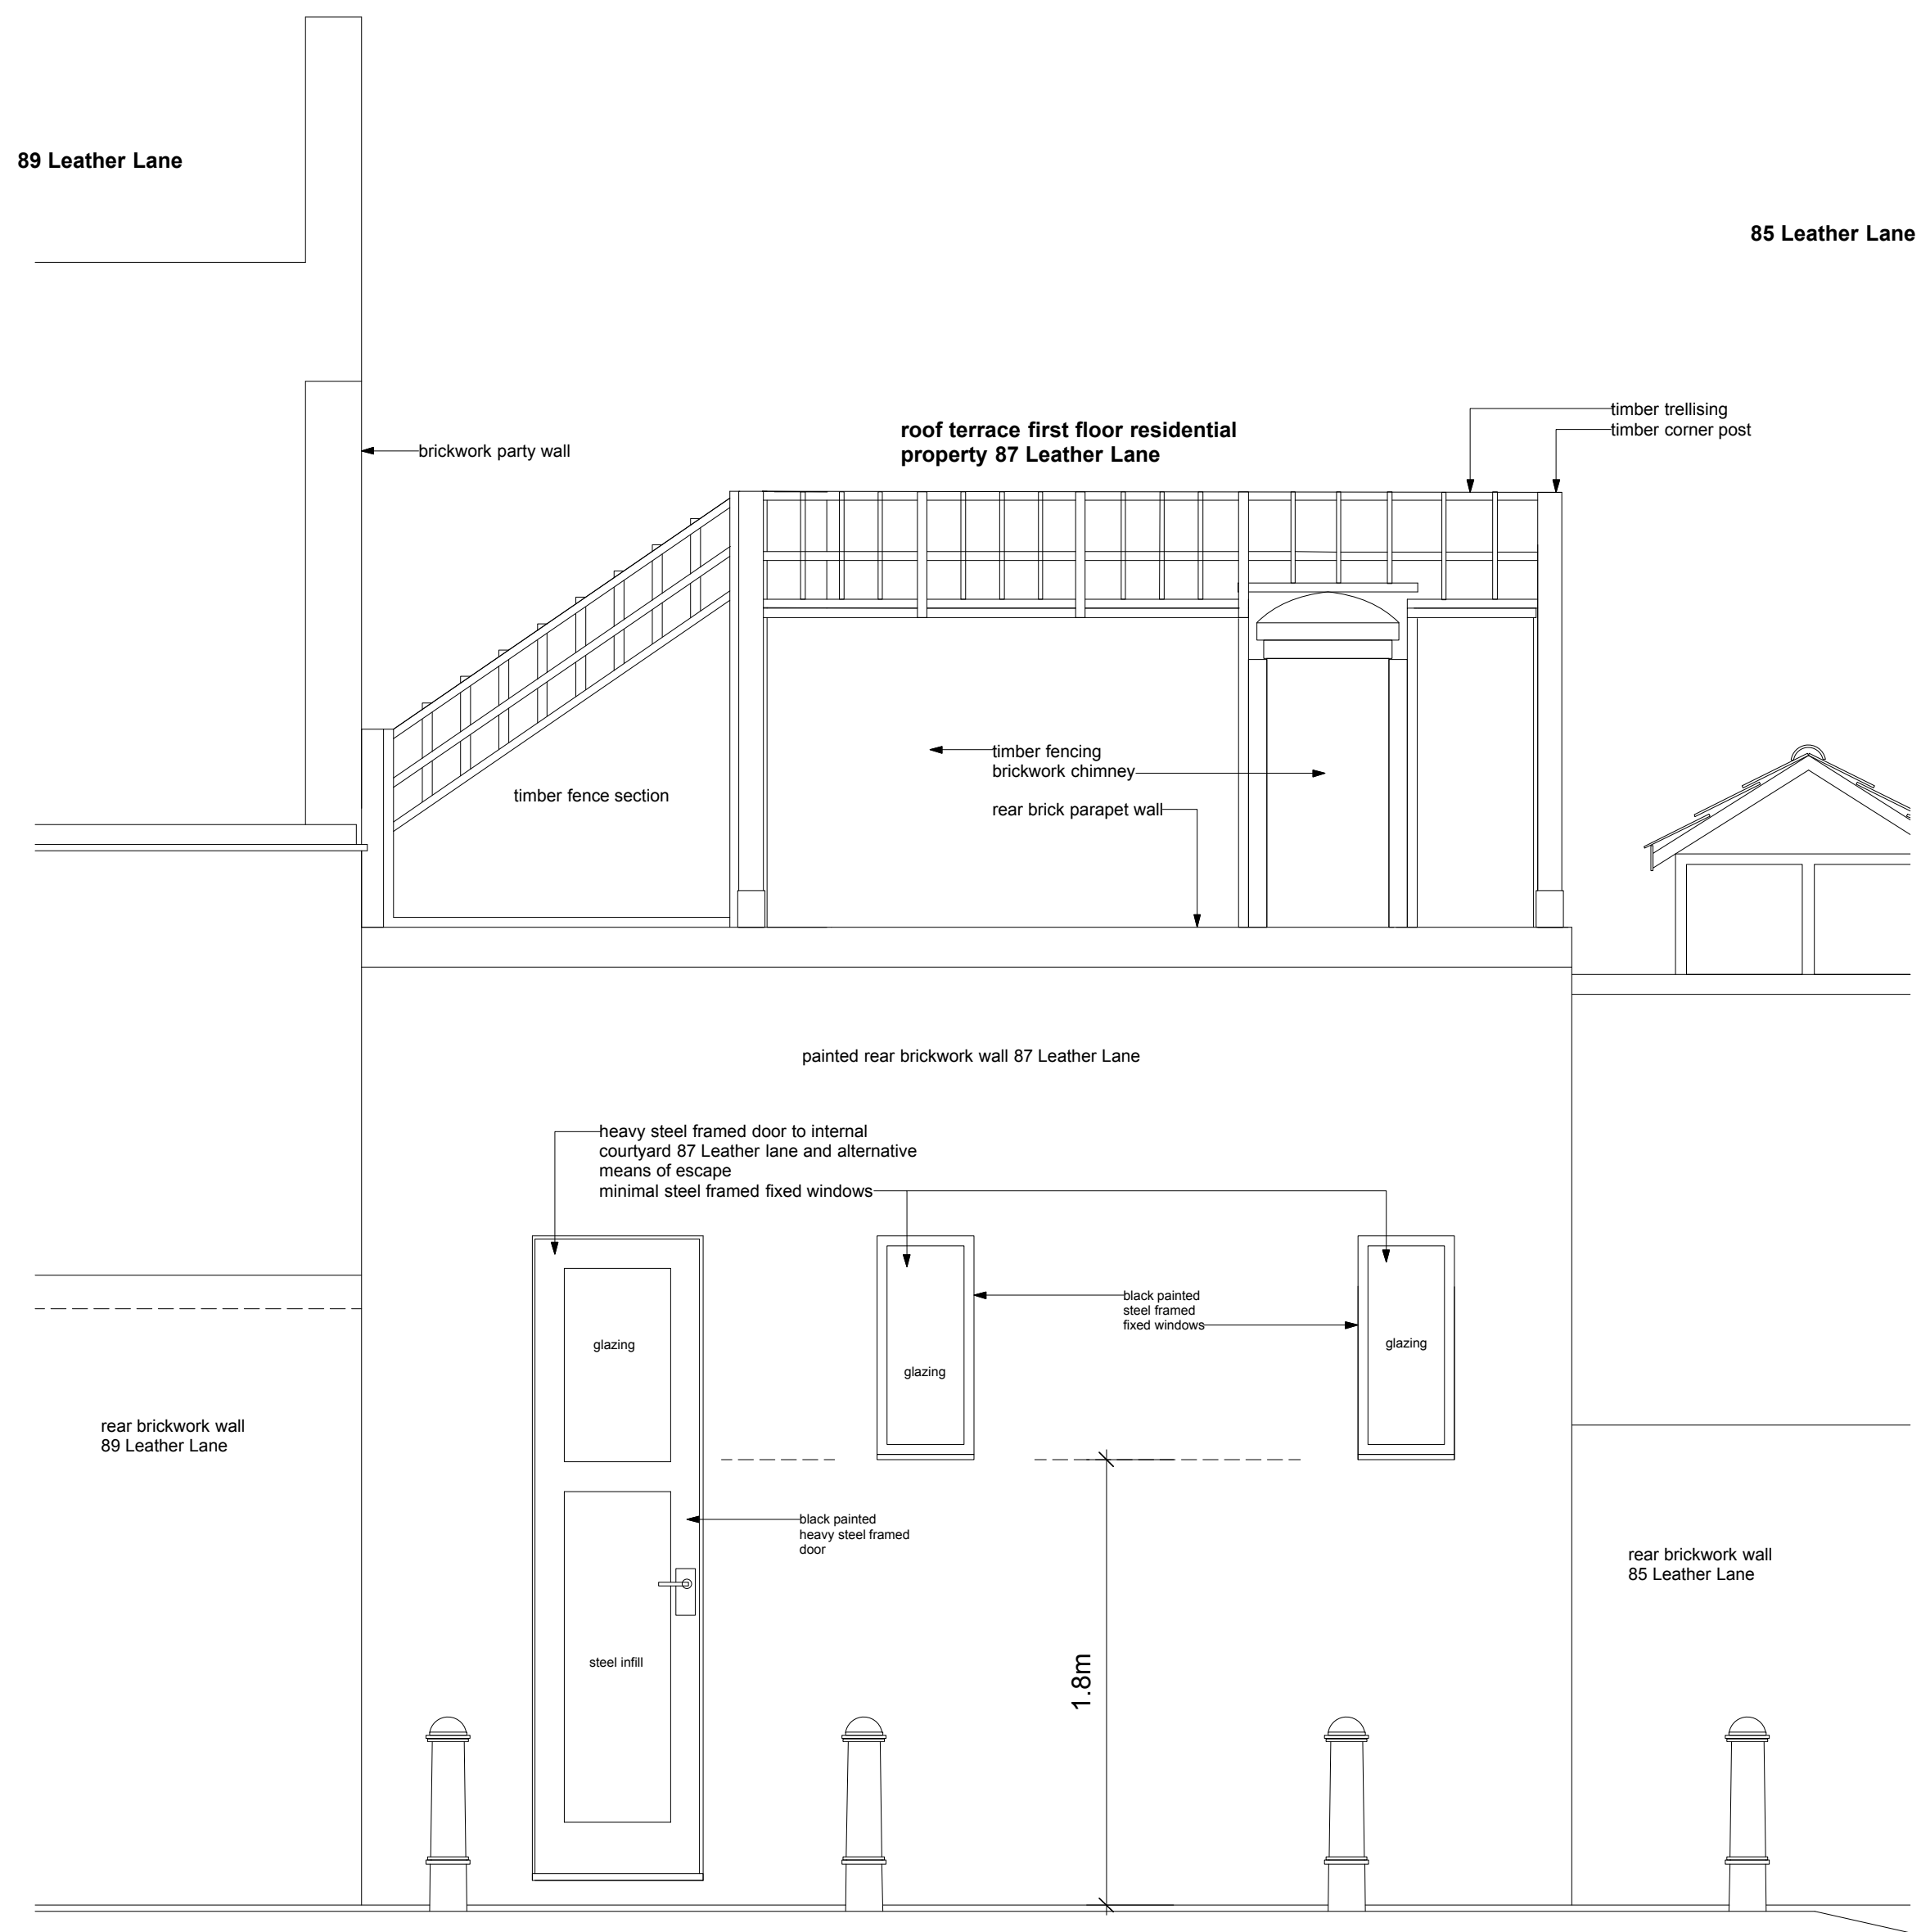 89 Leather Lane
85 Leather Lane
timber trellising
timber corner post
roof terrace first floor residential
property 87 Leather Lane
brickwork party wall
timber fencing
brickwork chimney
timber fence section
rear brick parapet wall
painted rear brickwork wall 87 Leather Lane
heavy steel framed door to internal
courtyard 87 Leather lane and alternative
means of escape
minimal steel framed fixed windows
black painted
steel framed
fixed windows
glazing
glazing
glazing
rear brickwork wall
89 Leather Lane
black painted
heavy steel framed
door
rear brickwork wall
85 Leather Lane
steel infill
1.8m